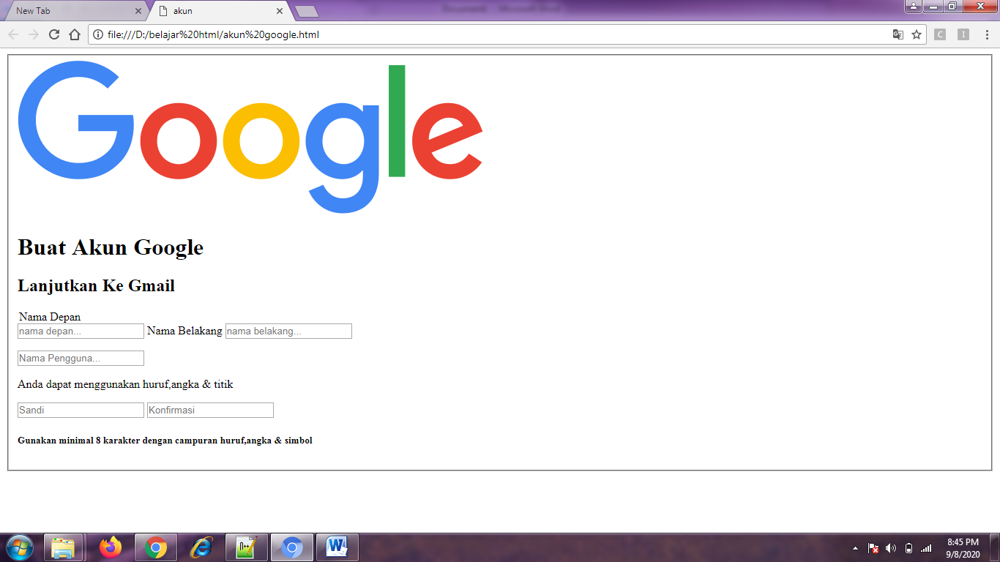 New Tab
akun
file:///D:/belajar%20html/akun%20google.html
C
I
Google
Buat Akun Google
Lanjutkan Ke Gmail
Nama Depan
nama depan... Nama Belakang nama belakang...
Nama Pengguna...
Anda dapat menggunakan huruf,angka & titik
Sandi Konfirmasi
Gunakan minimal 8 karakter dengan campuran huruf,angka & simbol
8:45 PM
9/8/2020